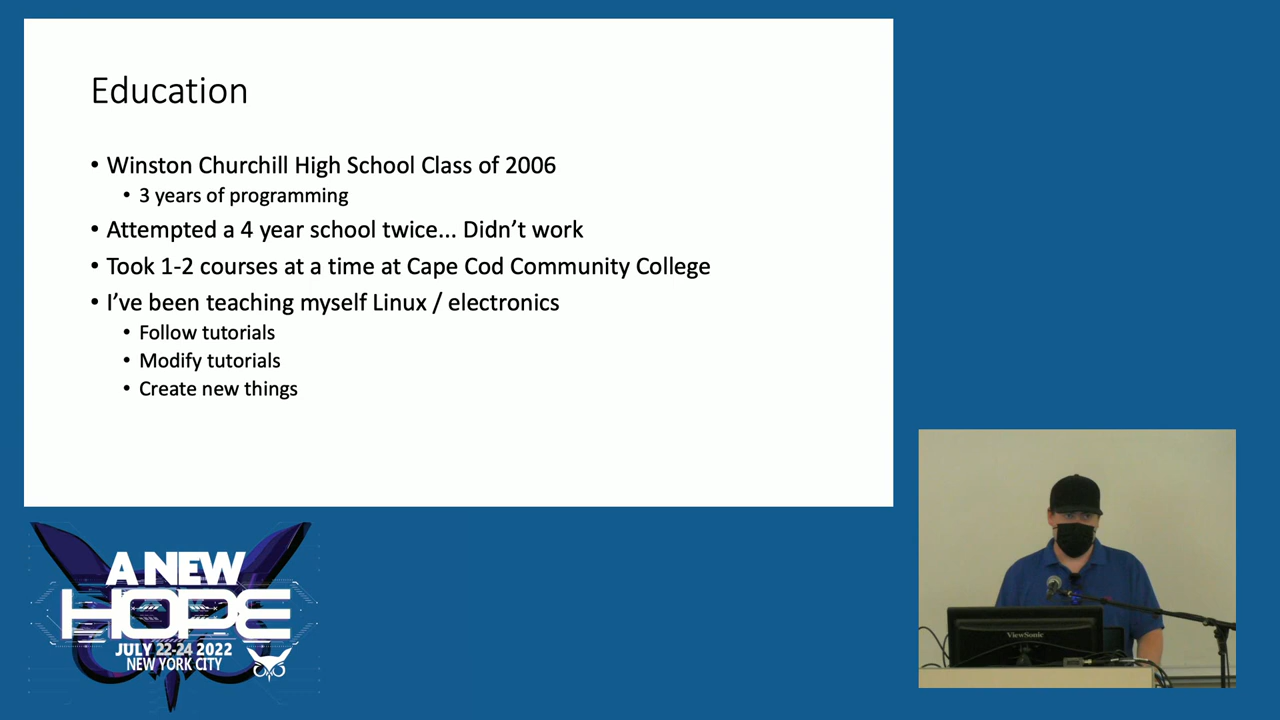 Education
• Winston Churchill High School Class of 2006
• 3 years of programming
• Attempted a 4 year school twice... Didn’t work
• Took 1-2 courses at a time at Cape Cod Community College
• I’ve been teaching myself Linux / electronics
• Follow tutorials
• Modify tutorials
• Create new things
A NEW
HOPE
JULY 22-24 2022
NEW YORK CITY
ViewSonic